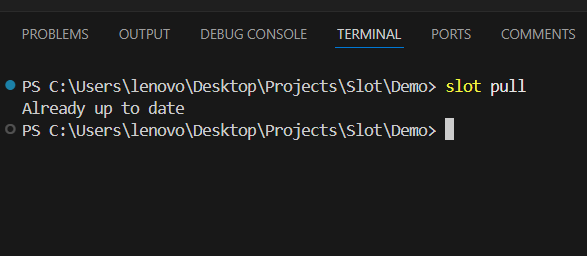 PROBLEMS OUTPUT DEBUG CONSOLE TERMINAL PORTS COMMENTS
PS C:\Users\lenovo\Desktop\Projects\Slot\Demo> slot pull
Already up to date
PS C:\Users\lenovo\Desktop\Projects\Slot\Demo>